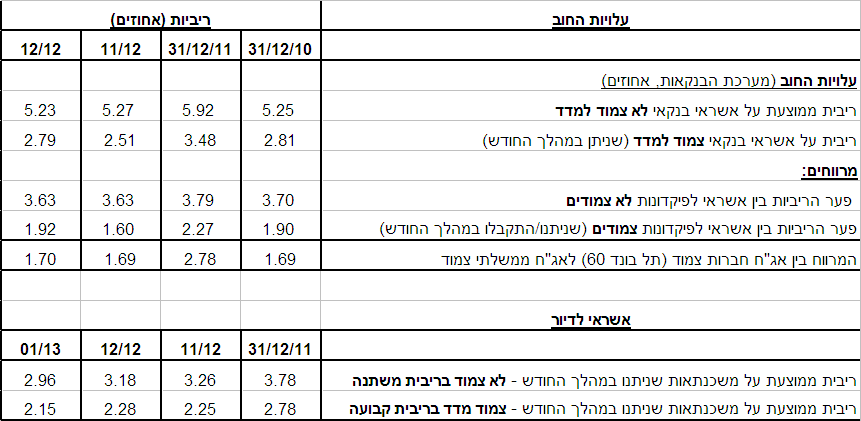 עלויות החוב ריביות (אחוזים)
31/12/10 31/12/11 11/12 12/12
עלויות החוב (מערכת הבנקאות, אחוזים)
ריבית ממוצעת על אשראי בנקאי לא צמוד למדד 5.25 5.92 5.27 5.23
ריבית על אשראי בנקאי צמוד למדד (שניתן במהלך החודש) 2.81 3.48 2.51 2.79
מרווחים:
פער הריביות בין אשראי לפיקדונות לא צמודים 3.70 3.79 3.63 3.63
פער הריביות בין אשראי לפיקדונות צמודים (שניתנו/התקבלו במהלך החודש) 1.90 2.27 1.60 1.92
המרווח בין אג"ח חברות צמוד (תל בונד 60) לאג"ח ממשלתי צמוד 1.69 2.78 1.69 1.70
אשראי לדיור
31/12/11 11/12 12/12 01/13
ריבית ממוצעת על משכנתאות שניתנו במהלך החודש - לא צמוד בריבית משתנה 3.78 3.26 3.18 2.96
ריבית ממוצעת על משכנתאות שניתנו במהלך החודש - צמוד מדד בריבית קבועה 2.78 2.25 2.28 2.15